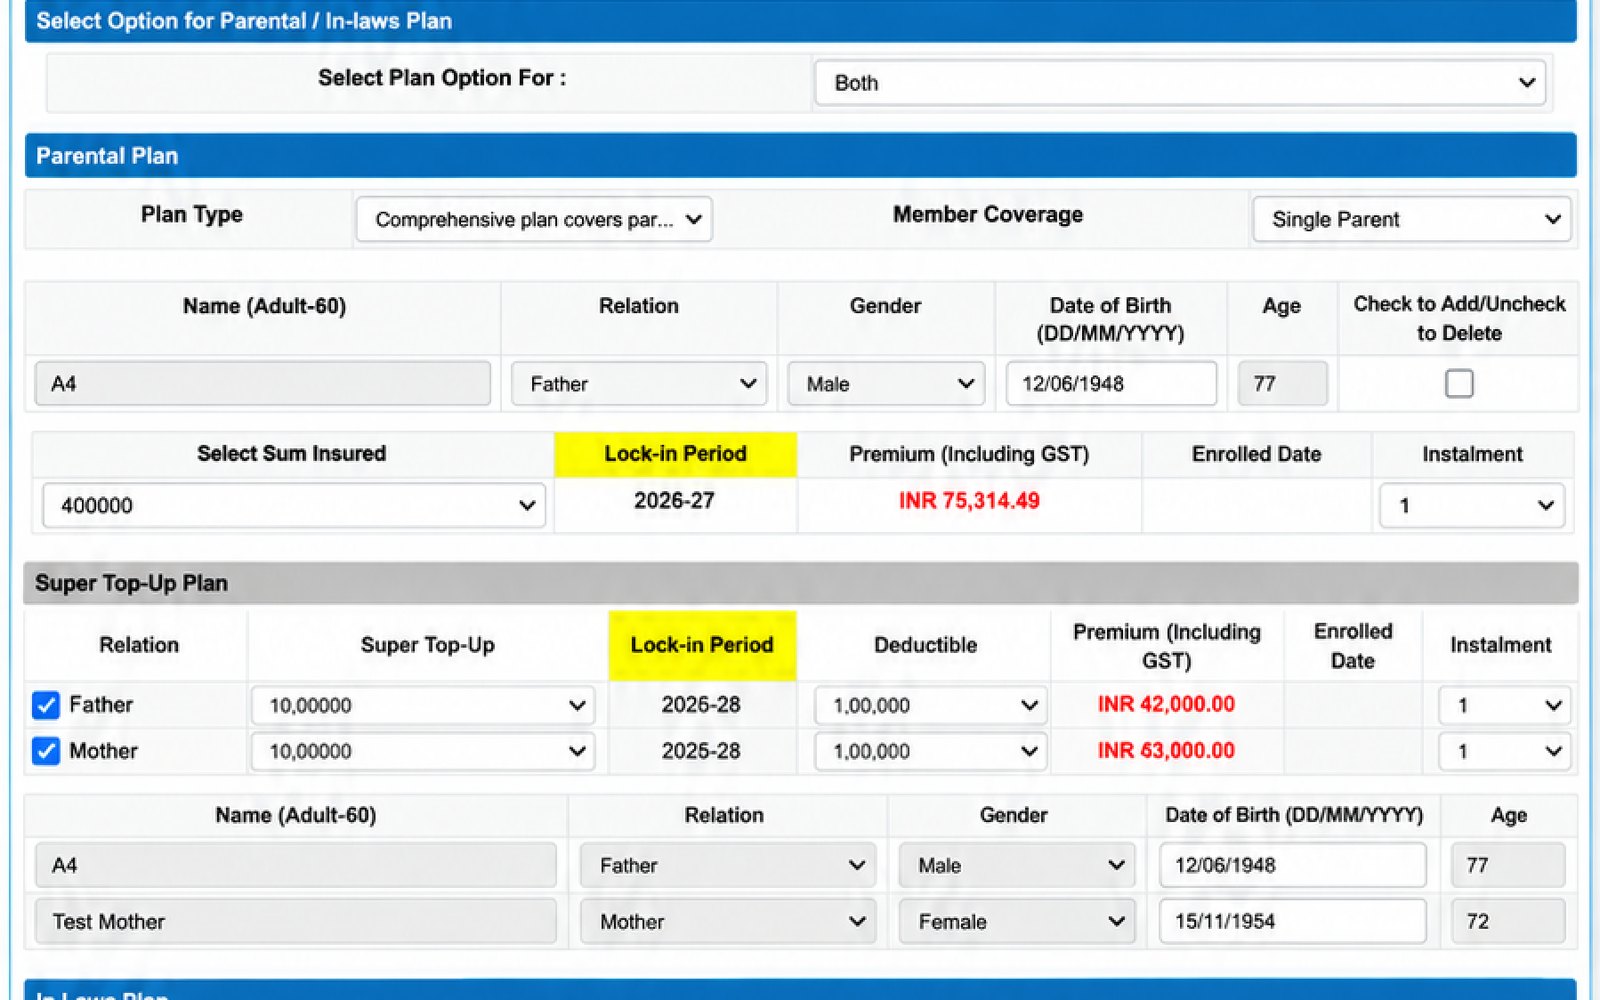 Select Option for Parental / In-laws Plan
Select Plan Option For :
Both
Parental Plan
Plan Type
Comprehensive plan covers par...
Member Coverage
Single Parent
Name (Adult-60) Relation Gender Date of Birth (DD/MM/YYYY) Age Check to Add/Uncheck to Delete
A4 Father Male 12/06/1948 77
Select Sum Insured Lock-in Period Premium (Including GST) Enrolled Date Instalment
400000 2026-27 INR 75,314.49 1
Super Top-Up Plan
Relation Super Top-Up Lock-in Period Deductible Premium (Including GST) Enrolled Date Instalment
Father 10,00000 2026-28 1,00,000 INR 42,000.00 1
Mother 10,00000 2025-28 1,00,000 INR 53,000.00 1
Name (Adult-60) Relation Gender Date of Birth (DD/MM/YYYY) Age
A4 Father Male 12/06/1948 77
Test Mother Mother Female 15/11/1954 72
In Laws Plan